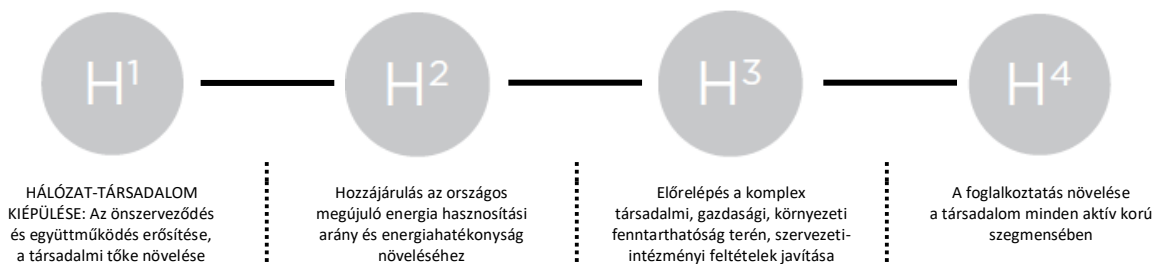 H¹
H²
H³
H⁴
HÁLÓZAT-TÁRSADALOM
KIÉPÜLÉSE: Az önszerveződés
és együttműködés erősítése,
a társadalmi tőke növelése
Hozzájárulás az országos
megújuló energia hasznosítási
arány és energiahatékonyság
növeléséhez
Előrelépés a komplex
társadalmi, gazdasági, környezeti
fenntarthatóság terén, szervezeti-
intézményi feltételek javítása
A foglalkoztatás növelése
a társadalom minden aktív korú
szegmensében